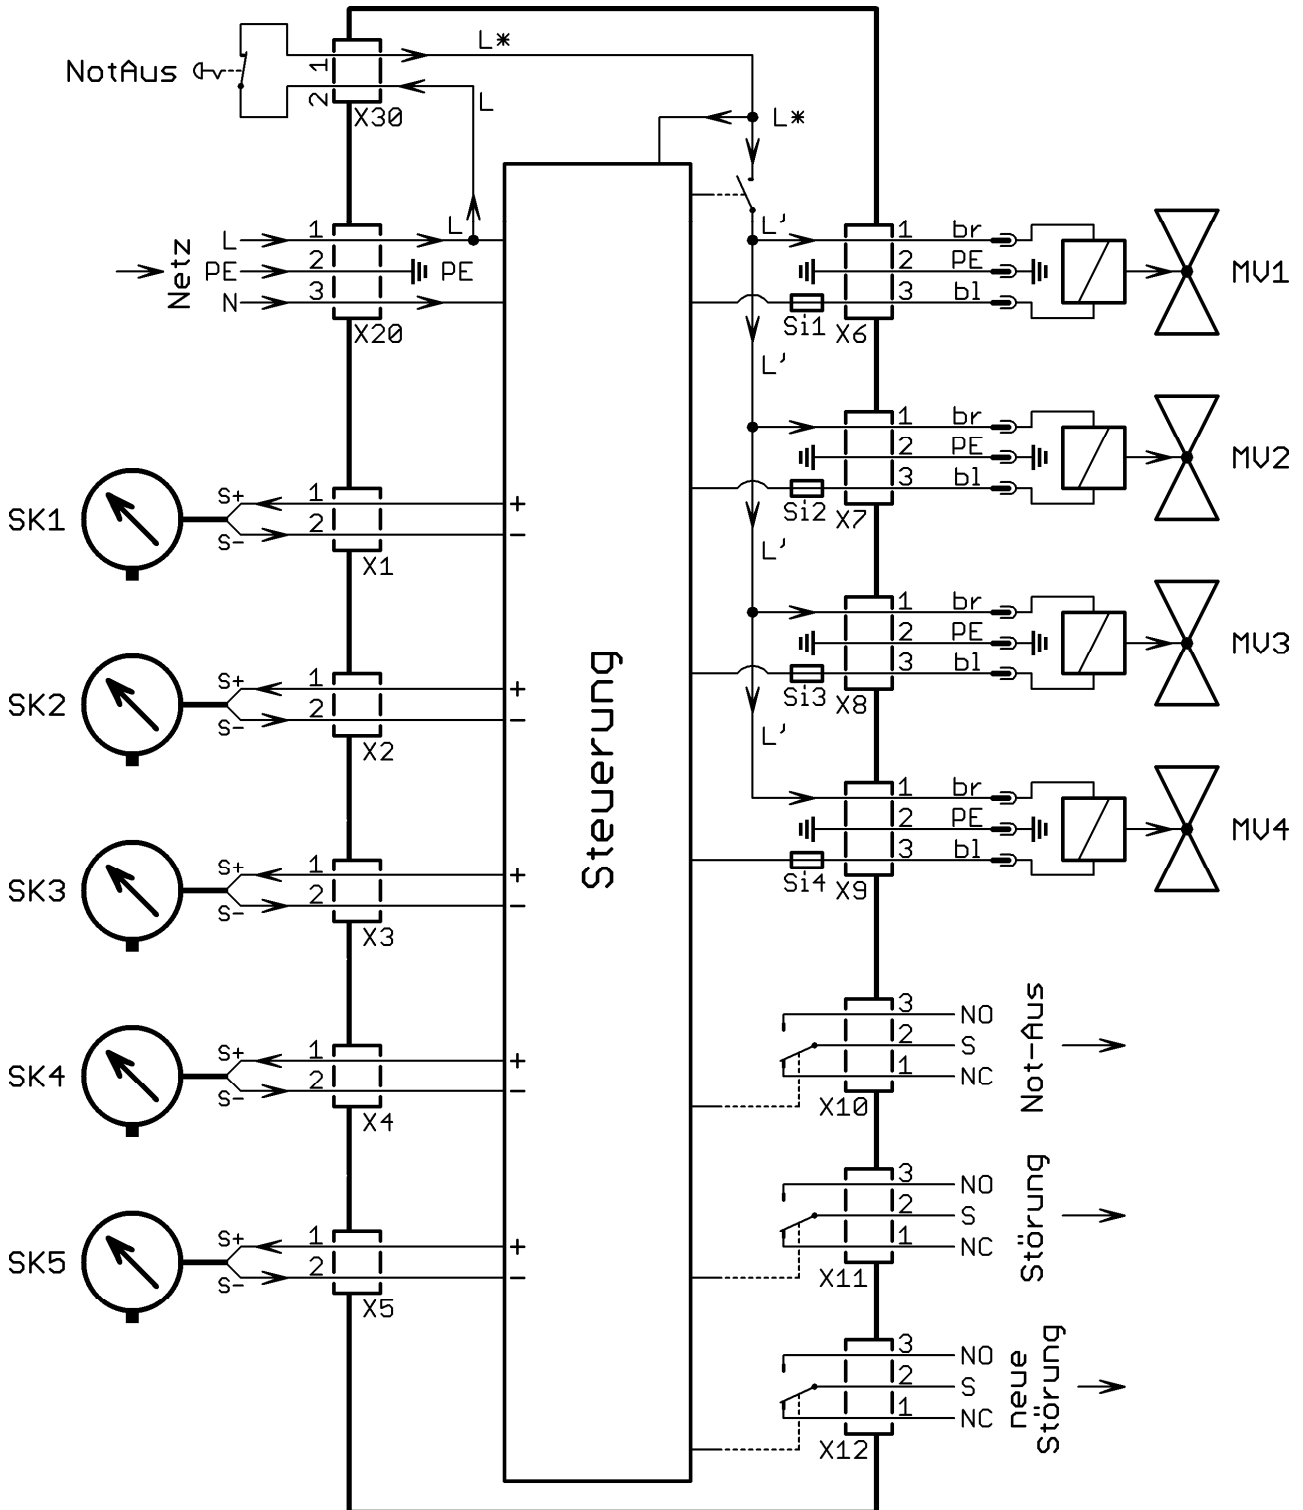 NotAus
1
2
X30
L*
L
L*
Netz
L
PE
N
1
2
3
X20
L
PE
L'
L'
L'
L'
Steuerung
SK1
S+
S-
1
2
X1
+
-
SK2
S+
S-
1
2
X2
+
-
SK3
S+
S-
1
2
X3
+
-
SK4
S+
S-
1
2
X4
+
-
SK5
S+
S-
1
2
X5
+
-
Si1
X6
1 br
2 PE
3 bl
MV1
Si2
X7
1 br
2 PE
3 bl
MV2
Si3
X8
1 br
2 PE
3 bl
MV3
Si4
X9
1 br
2 PE
3 bl
MV4
X10
3 NO
2 S
1 NC
Not-Aus
X11
3 NO
2 S
1 NC
Störung
X12
3 NO
2 S
1 NC
neue
Störung